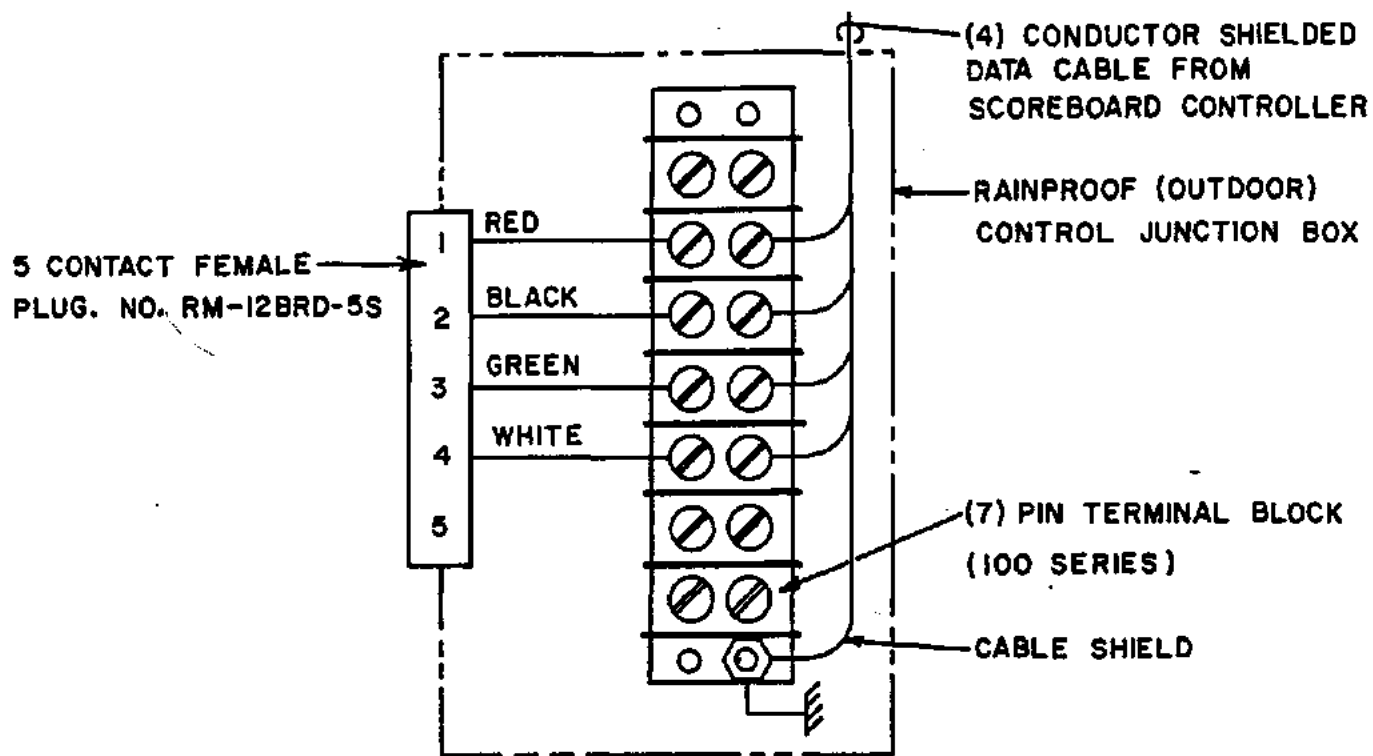 (4) CONDUCTOR SHIELDED
DATA CABLE FROM
SCOREBOARD CONTROLLER
RAINPROOF (OUTDOOR)
CONTROL JUNCTION BOX
5 CONTACT FEMALE
PLUG. NO. RM-12BRD-5S
1
RED
2
BLACK
3
GREEN
4
WHITE
5
(7) PIN TERMINAL BLOCK
(100 SERIES)
CABLE SHIELD